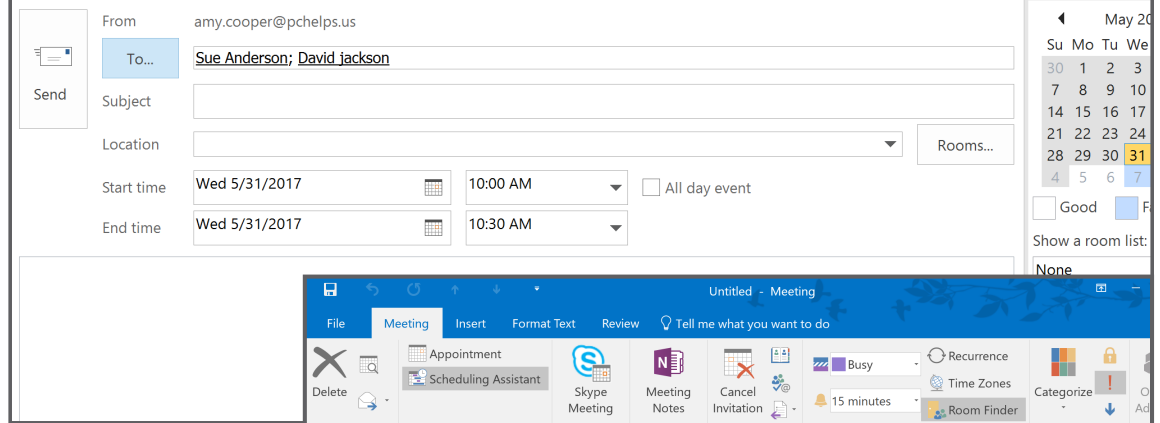 From amy.cooper@pchelps.us
To... Sue Anderson; David jackson
Send
Subject
Location Rooms...
Start time Wed 5/31/2017 10:00 AM All day event
End time Wed 5/31/2017 10:30 AM
May
Su Mo Tu We
30 1 2 3
7 8 9 10
14 15 16 17
21 22 23 24
28 29 30 31
4 5 6 7
Good
Show a room list:
None
Untitled - Meeting
File Meeting Insert Format Text Review Tell me what you want to do
Delete
Appointment
Scheduling Assistant
Skype Meeting
Meeting Notes
Cancel Invitation
Busy
15 minutes
Recurrence
Time Zones
Room Finder
Categorize